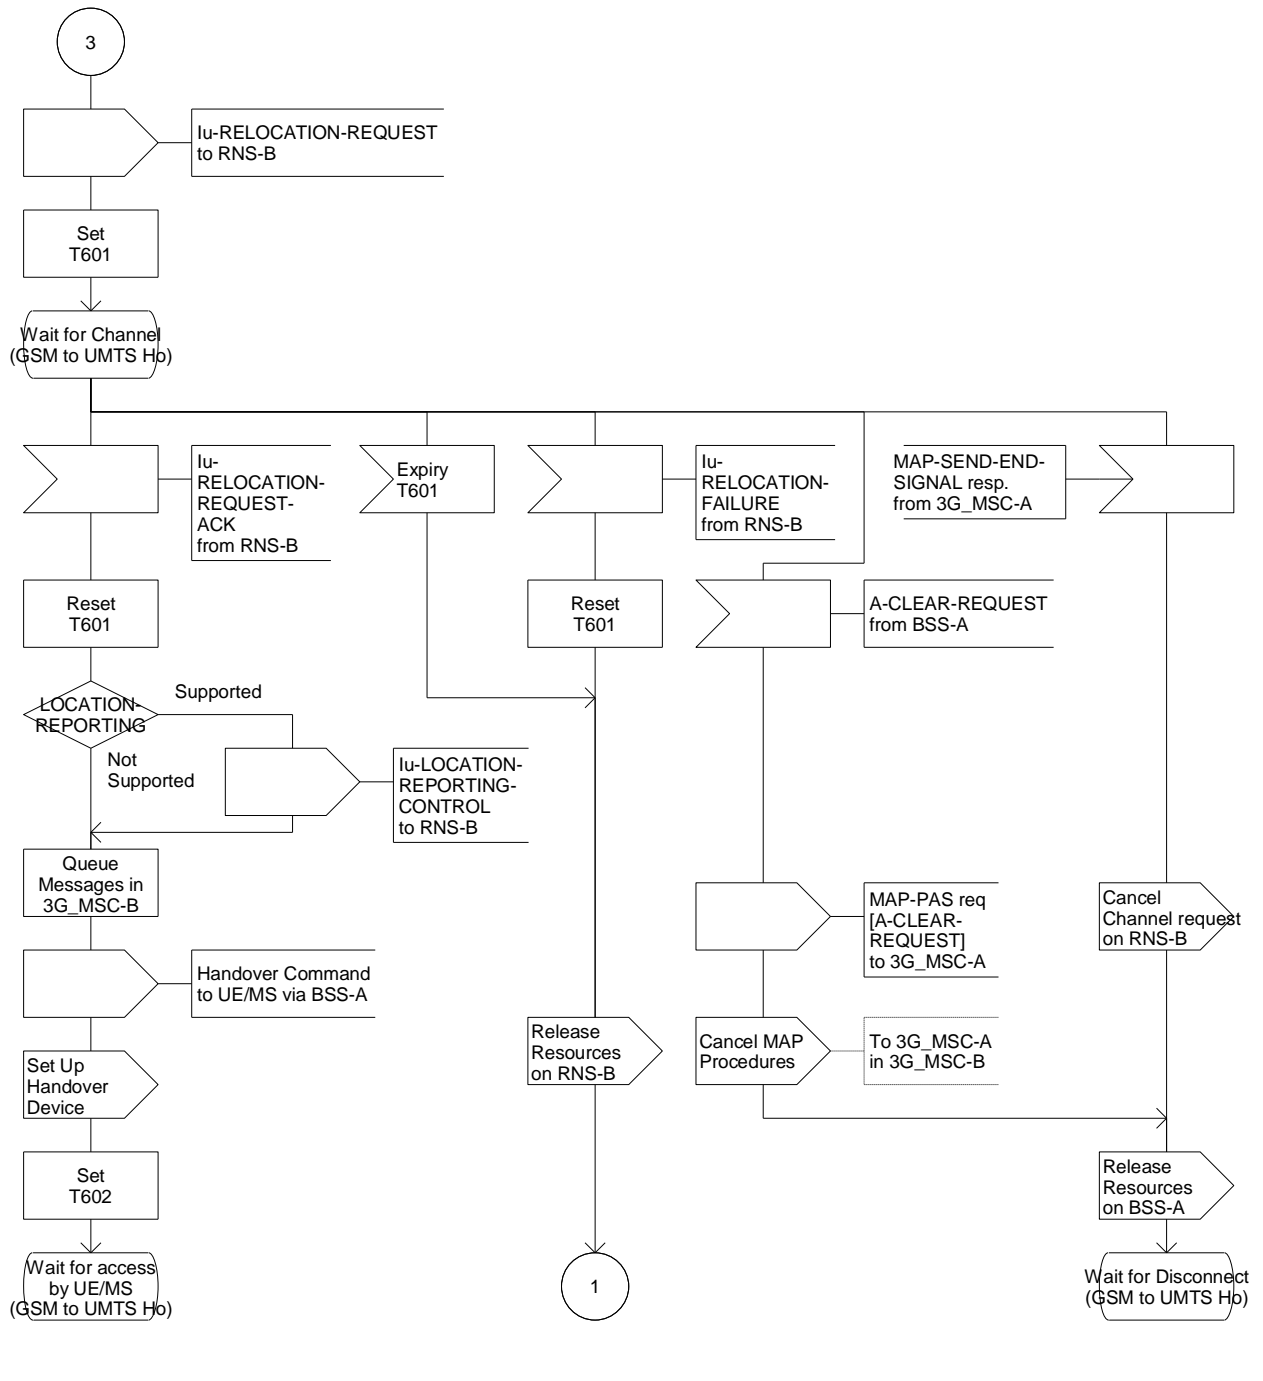 3
Iu-RELOCATION-REQUEST
to RNS-B
Set
T601
Wait for Channel
(GSM to UMTS Ho)
Iu-
RELOCATION-
REQUEST-
ACK
from RNS-B
Expiry
T601
Iu-
RELOCATION-
FAILURE
from RNS-B
MAP-SEND-END-
SIGNAL resp.
from 3G_MSC-A
Reset
T601
Reset
T601
A-CLEAR-REQUEST
from BSS-A
LOCATION-
REPORTING
Supported
Not
Supported
Iu-LOCATION-
REPORTING-
CONTROL
to RNS-B
Queue
Messages in
3G_MSC-B
MAP-PAS req
[A-CLEAR-
REQUEST]
to 3G_MSC-A
Cancel
Channel request
on RNS-B
Handover Command
to UE/MS via BSS-A
Release
Resources
on RNS-B
Cancel MAP
Procedures
To 3G_MSC-A
in 3G_MSC-B
Set Up
Handover
Device
Set
T602
Release
Resources
on BSS-A
Wait for access
by UE/MS
(GSM to UMTS Ho)
1
Wait for Disconnect
(GSM to UMTS Ho)